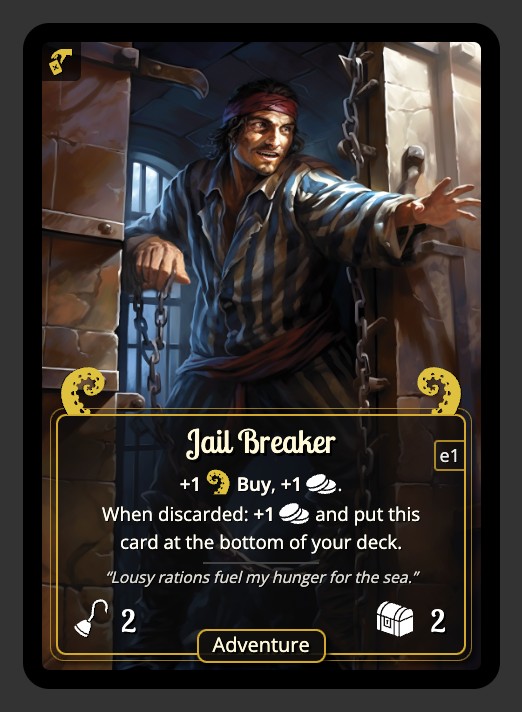 Jail Breaker
e1
+1 Buy, +1 .
When discarded: +1 and put this
card at the bottom of your deck.
“Lousy rations fuel my hunger for the sea.”
2
2
Adventure